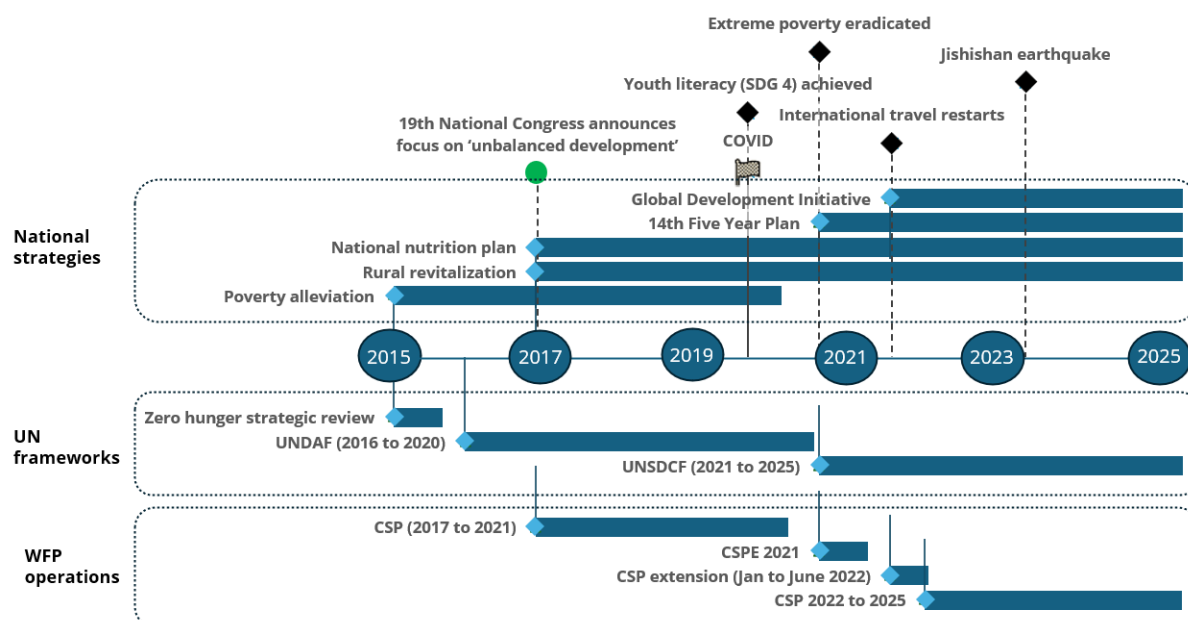 Extreme poverty eradicated
Jishishan earthquake
Youth literacy (SDG 4) achieved
International travel restarts
19th National Congress announces
focus on ‘unbalanced development’
COVID
National
strategies
Global Development Initiative
14th Five Year Plan
National nutrition plan
Rural revitalization
Poverty alleviation
2015
2017
2019
2021
2023
2025
UN
frameworks
Zero hunger strategic review
UNDAF (2016 to 2020)
UNSDCF (2021 to 2025)
WFP
operations
CSP (2017 to 2021)
CSPE 2021
CSP extension (Jan to June 2022)
CSP 2022 to 2025